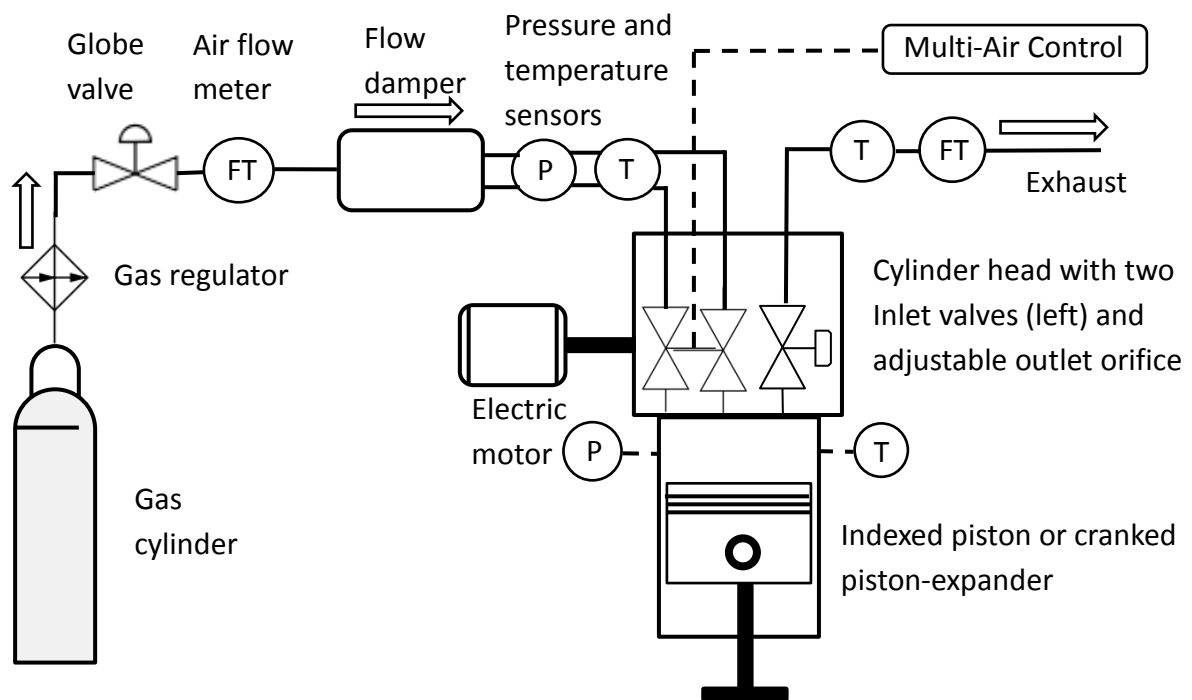 Globe
valve
Air flow
meter
Flow
damper
Pressure and
temperature
sensors
Multi-Air Control
FT
P
T
T
FT
Exhaust
Gas regulator
Cylinder head with two
Inlet valves (left) and
adjustable outlet orifice
Electric
motor
P
T
Gas
cylinder
Indexed piston or cranked
piston-expander